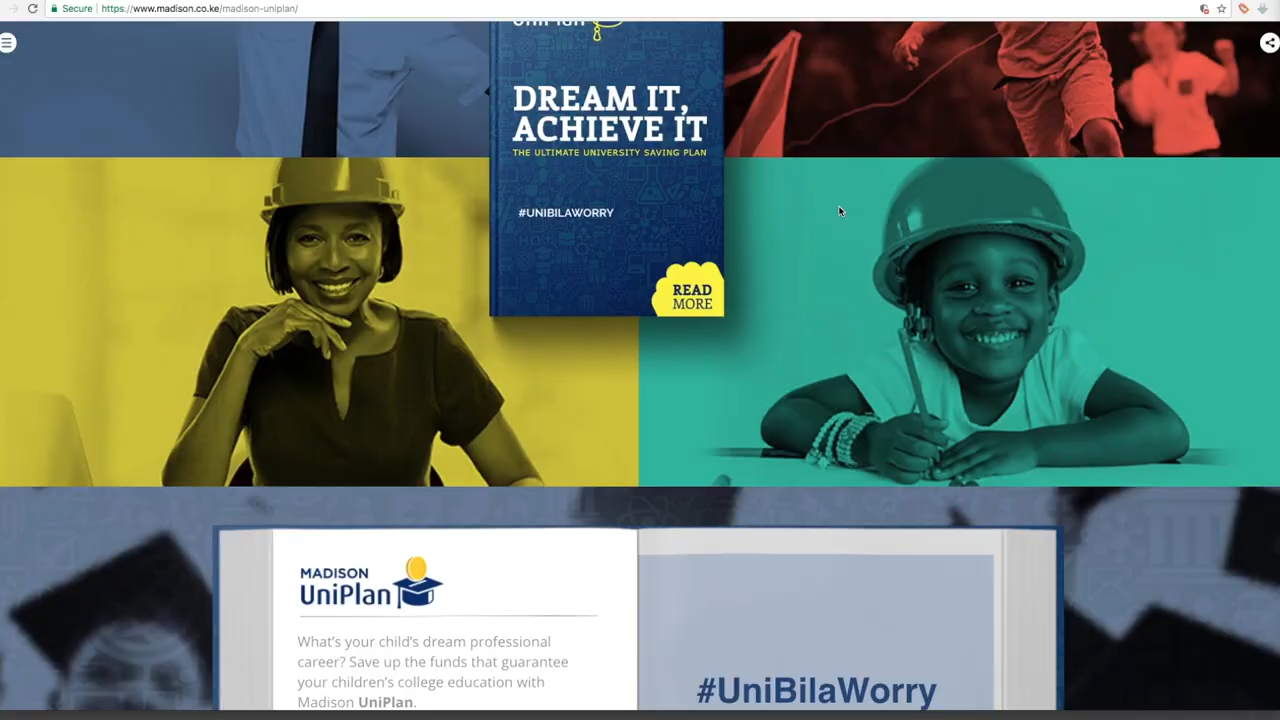 Secure
https://www.madison.co.ke/madison-uniplan/
UniPlan
DREAM IT,
ACHIEVE IT
THE ULTIMATE UNIVERSITY SAVING PLAN
#UNIBILAWORRY
READ
MORE
MADISON
UniPlan
What's your child's dream professional
career? Save up the funds that guarantee
your children's college education with
Madison UniPlan.
#UniBilaWorry